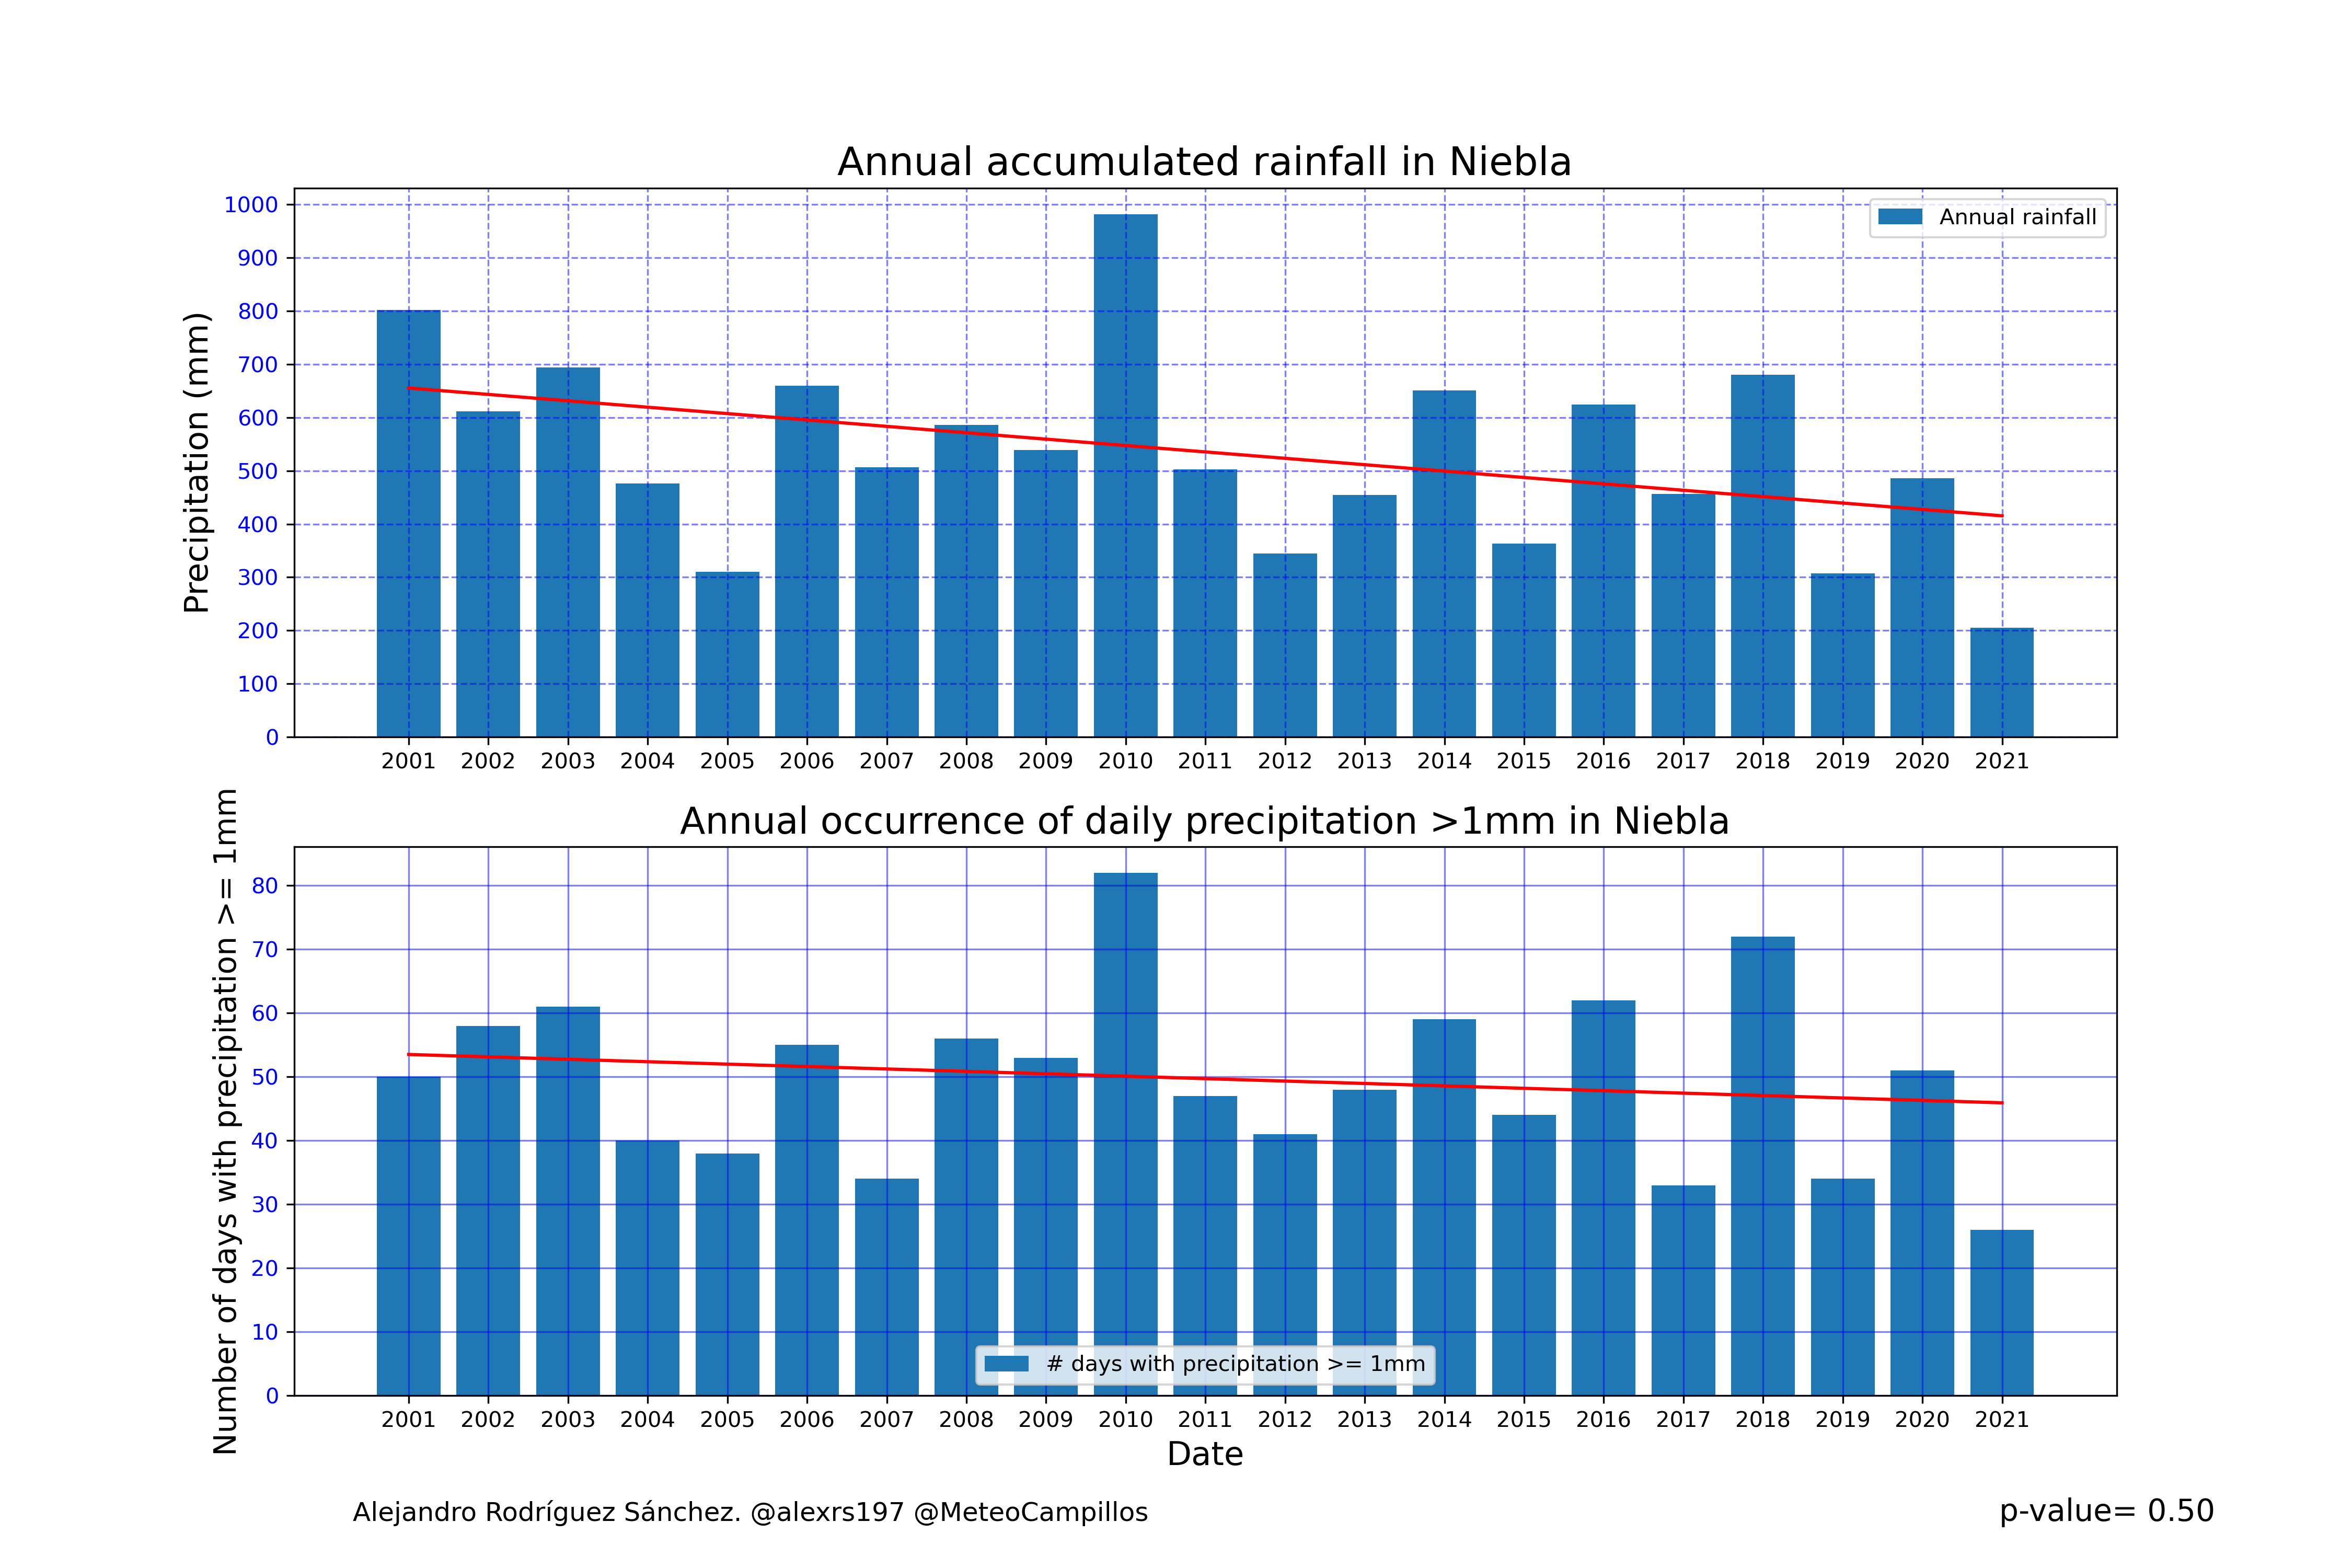 Annual accumulated rainfall in Niebla
Precipitation (mm)
1000
900
800
700
600
500
400
300
200
100
0
Annual rainfall
2001 2002 2003 2004 2005 2006 2007 2008 2009 2010 2011 2012 2013 2014 2015 2016 2017 2018 2019 2020 2021
Annual occurrence of daily precipitation >1mm in Niebla
Number of days with precipitation >= 1mm
80
70
60
50
40
30
20
10
0
# days with precipitation >= 1mm
2001 2002 2003 2004 2005 2006 2007 2008 2009 2010 2011 2012 2013 2014 2015 2016 2017 2018 2019 2020 2021
Date
Alejandro Rodríguez Sánchez. @alexrs197 @MeteoCampillos
p-value= 0.50